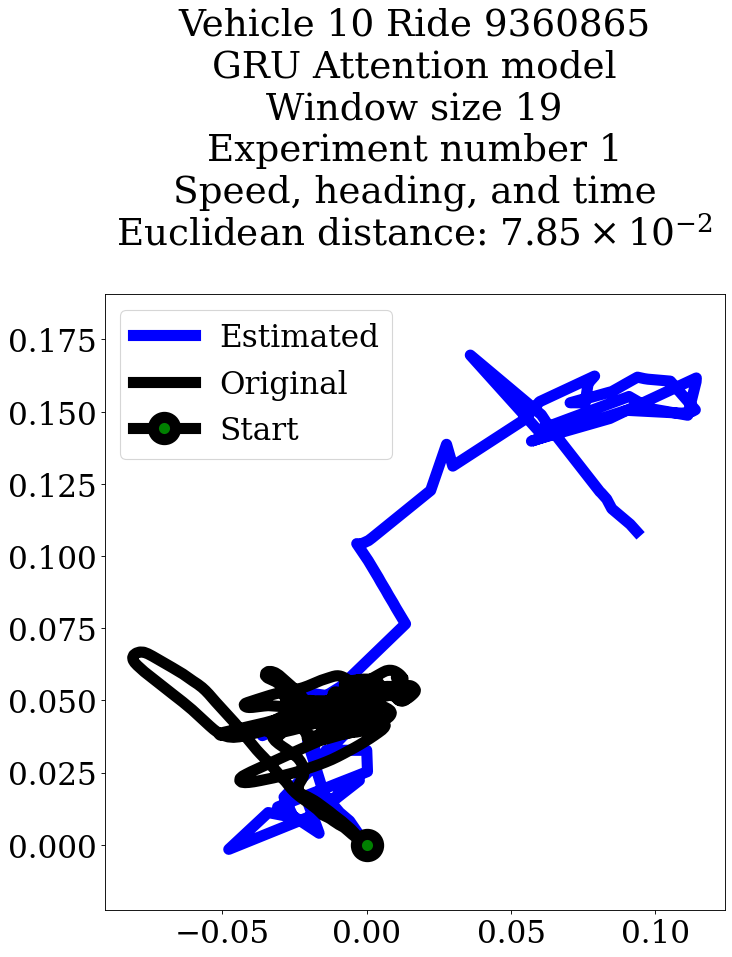 Vehicle 10 Ride 9360865
GRU Attention model
Window size 19
Experiment number 1
Speed, heading, and time
Euclidean distance: 7.85 × 10⁻²
Estimated
Original
Start
0.175
0.150
0.125
0.100
0.075
0.050
0.025
0.000
−0.05 0.00 0.05 0.10